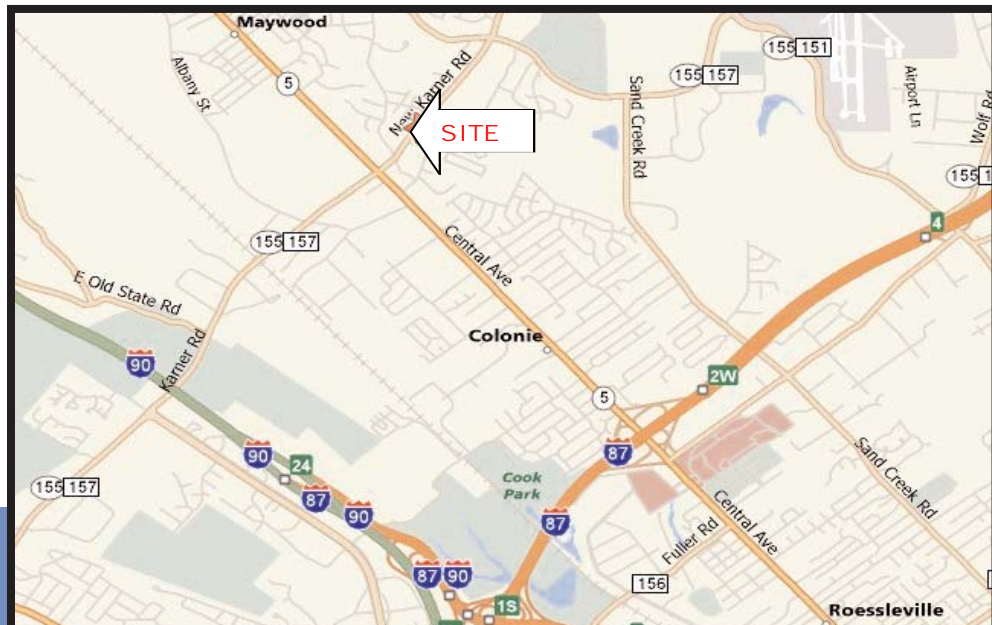 Maywood
Albany St.
5
New Karner Rd
SITE
155 157
155 151
Sand Creek Rd
Airport Ln
Wolf Rd
155 1
4
155 157
Central Ave
E Old State Rd
Karner Rd
90
Colonie
2W
5
87
90
24
87
90
Cook
Park
87
155 157
Sand Creek Rd
Central Ave
Fuller Rd
87
90
156
1S
Roessleville